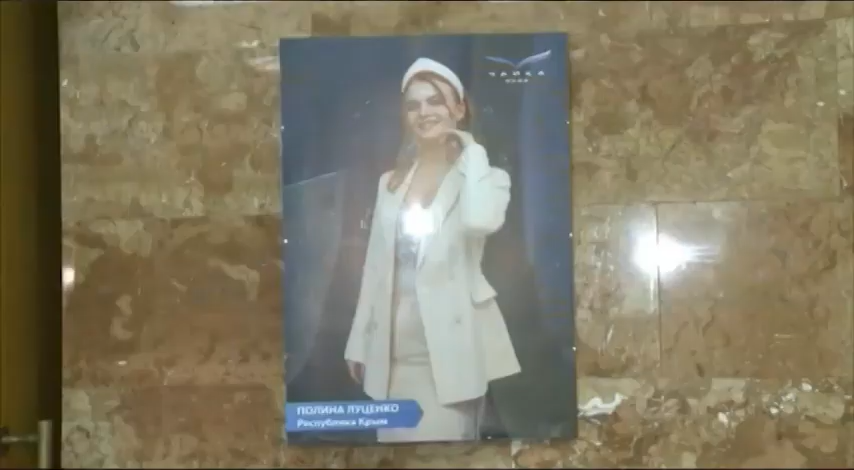 ЧАЙКА
ПОЛИНА ЛУЦЕНКО
Республика Крым